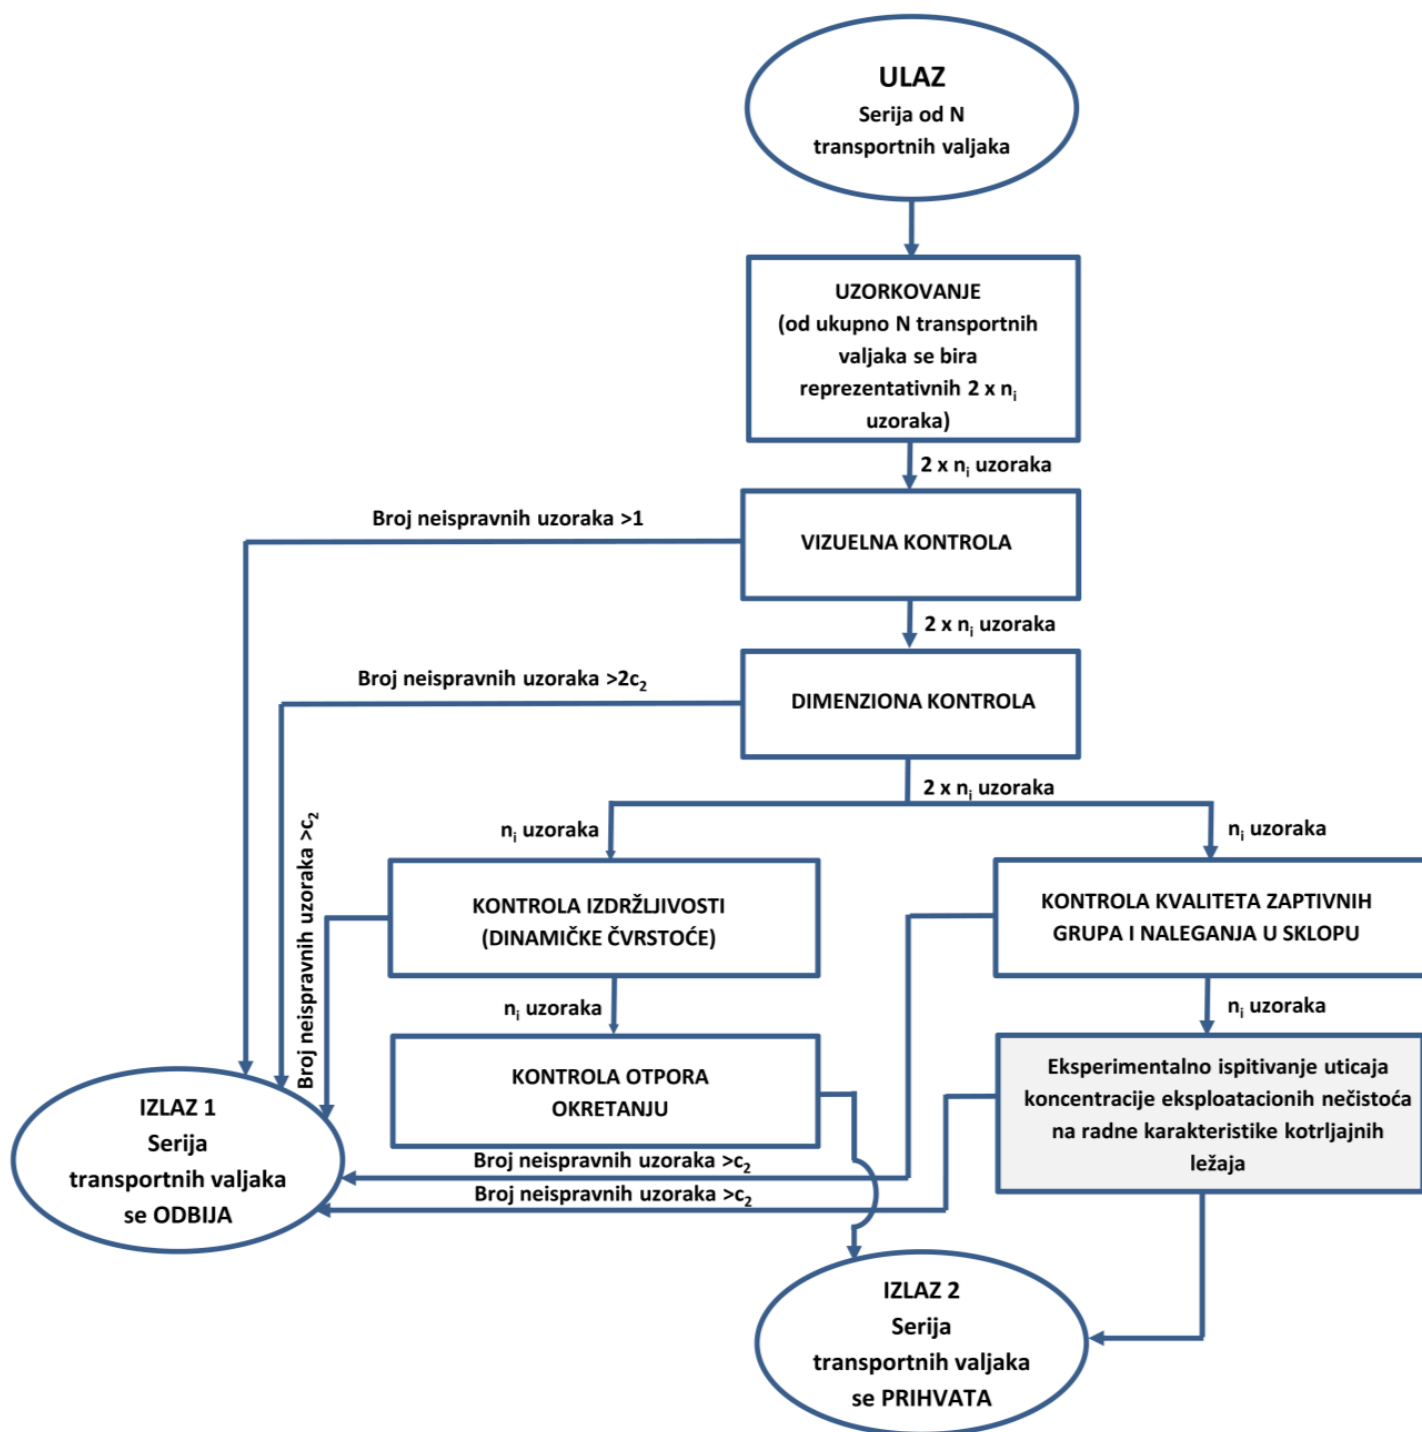 ULAZ
Serija od N
transportnih valjaka
UZORKOVANJE
(od ukupno N transportnih
valjaka se bira
reprezentativnih 2 x nᵢ
uzoraka)
2 x nᵢ uzoraka
Broj neispravnih uzoraka >1
VIZUELNA KONTROLA
2 x nᵢ uzoraka
Broj neispravnih uzoraka >2c₂
DIMENZIONA KONTROLA
2 x nᵢ uzoraka
nᵢ uzoraka
nᵢ uzoraka
Broj neispravnih uzoraka >c₂
KONTROLA IZDRŽLJIVOSTI
(DINAMIČKE ČVRSTOĆE)
KONTROLA KVALITETA ZAPTIVNIH
GRUPA I NALEGANJA U SKLOPU
nᵢ uzoraka
nᵢ uzoraka
KONTROLA OTPORA
OKRETANJU
Eksperimentalno ispitivanje uticaja
koncentracije eksploatacionih nečistoća
na radne karakteristike kotrljajnih
ležaja
IZLAZ 1
Serija
transportnih valjaka
se ODBIJA
Broj neispravnih uzoraka >c₂
Broj neispravnih uzoraka >c₂
IZLAZ 2
Serija
transportnih valjaka
se PRIHVATA